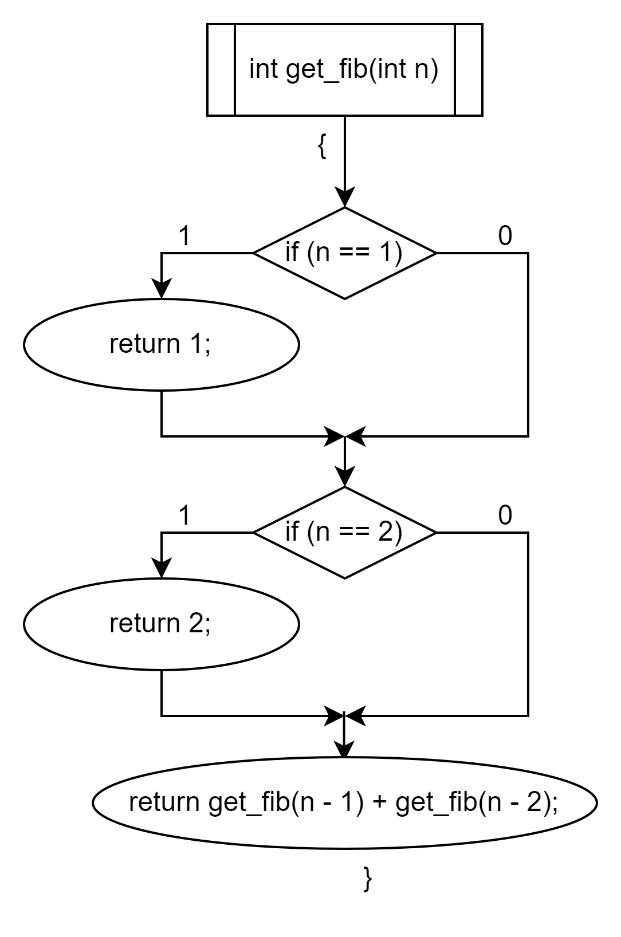 int get_fib(int n)
{
if (n == 1)
1
0
return 1;
if (n == 2)
1
0
return 2;
return get_fib(n - 1) + get_fib(n - 2);
}